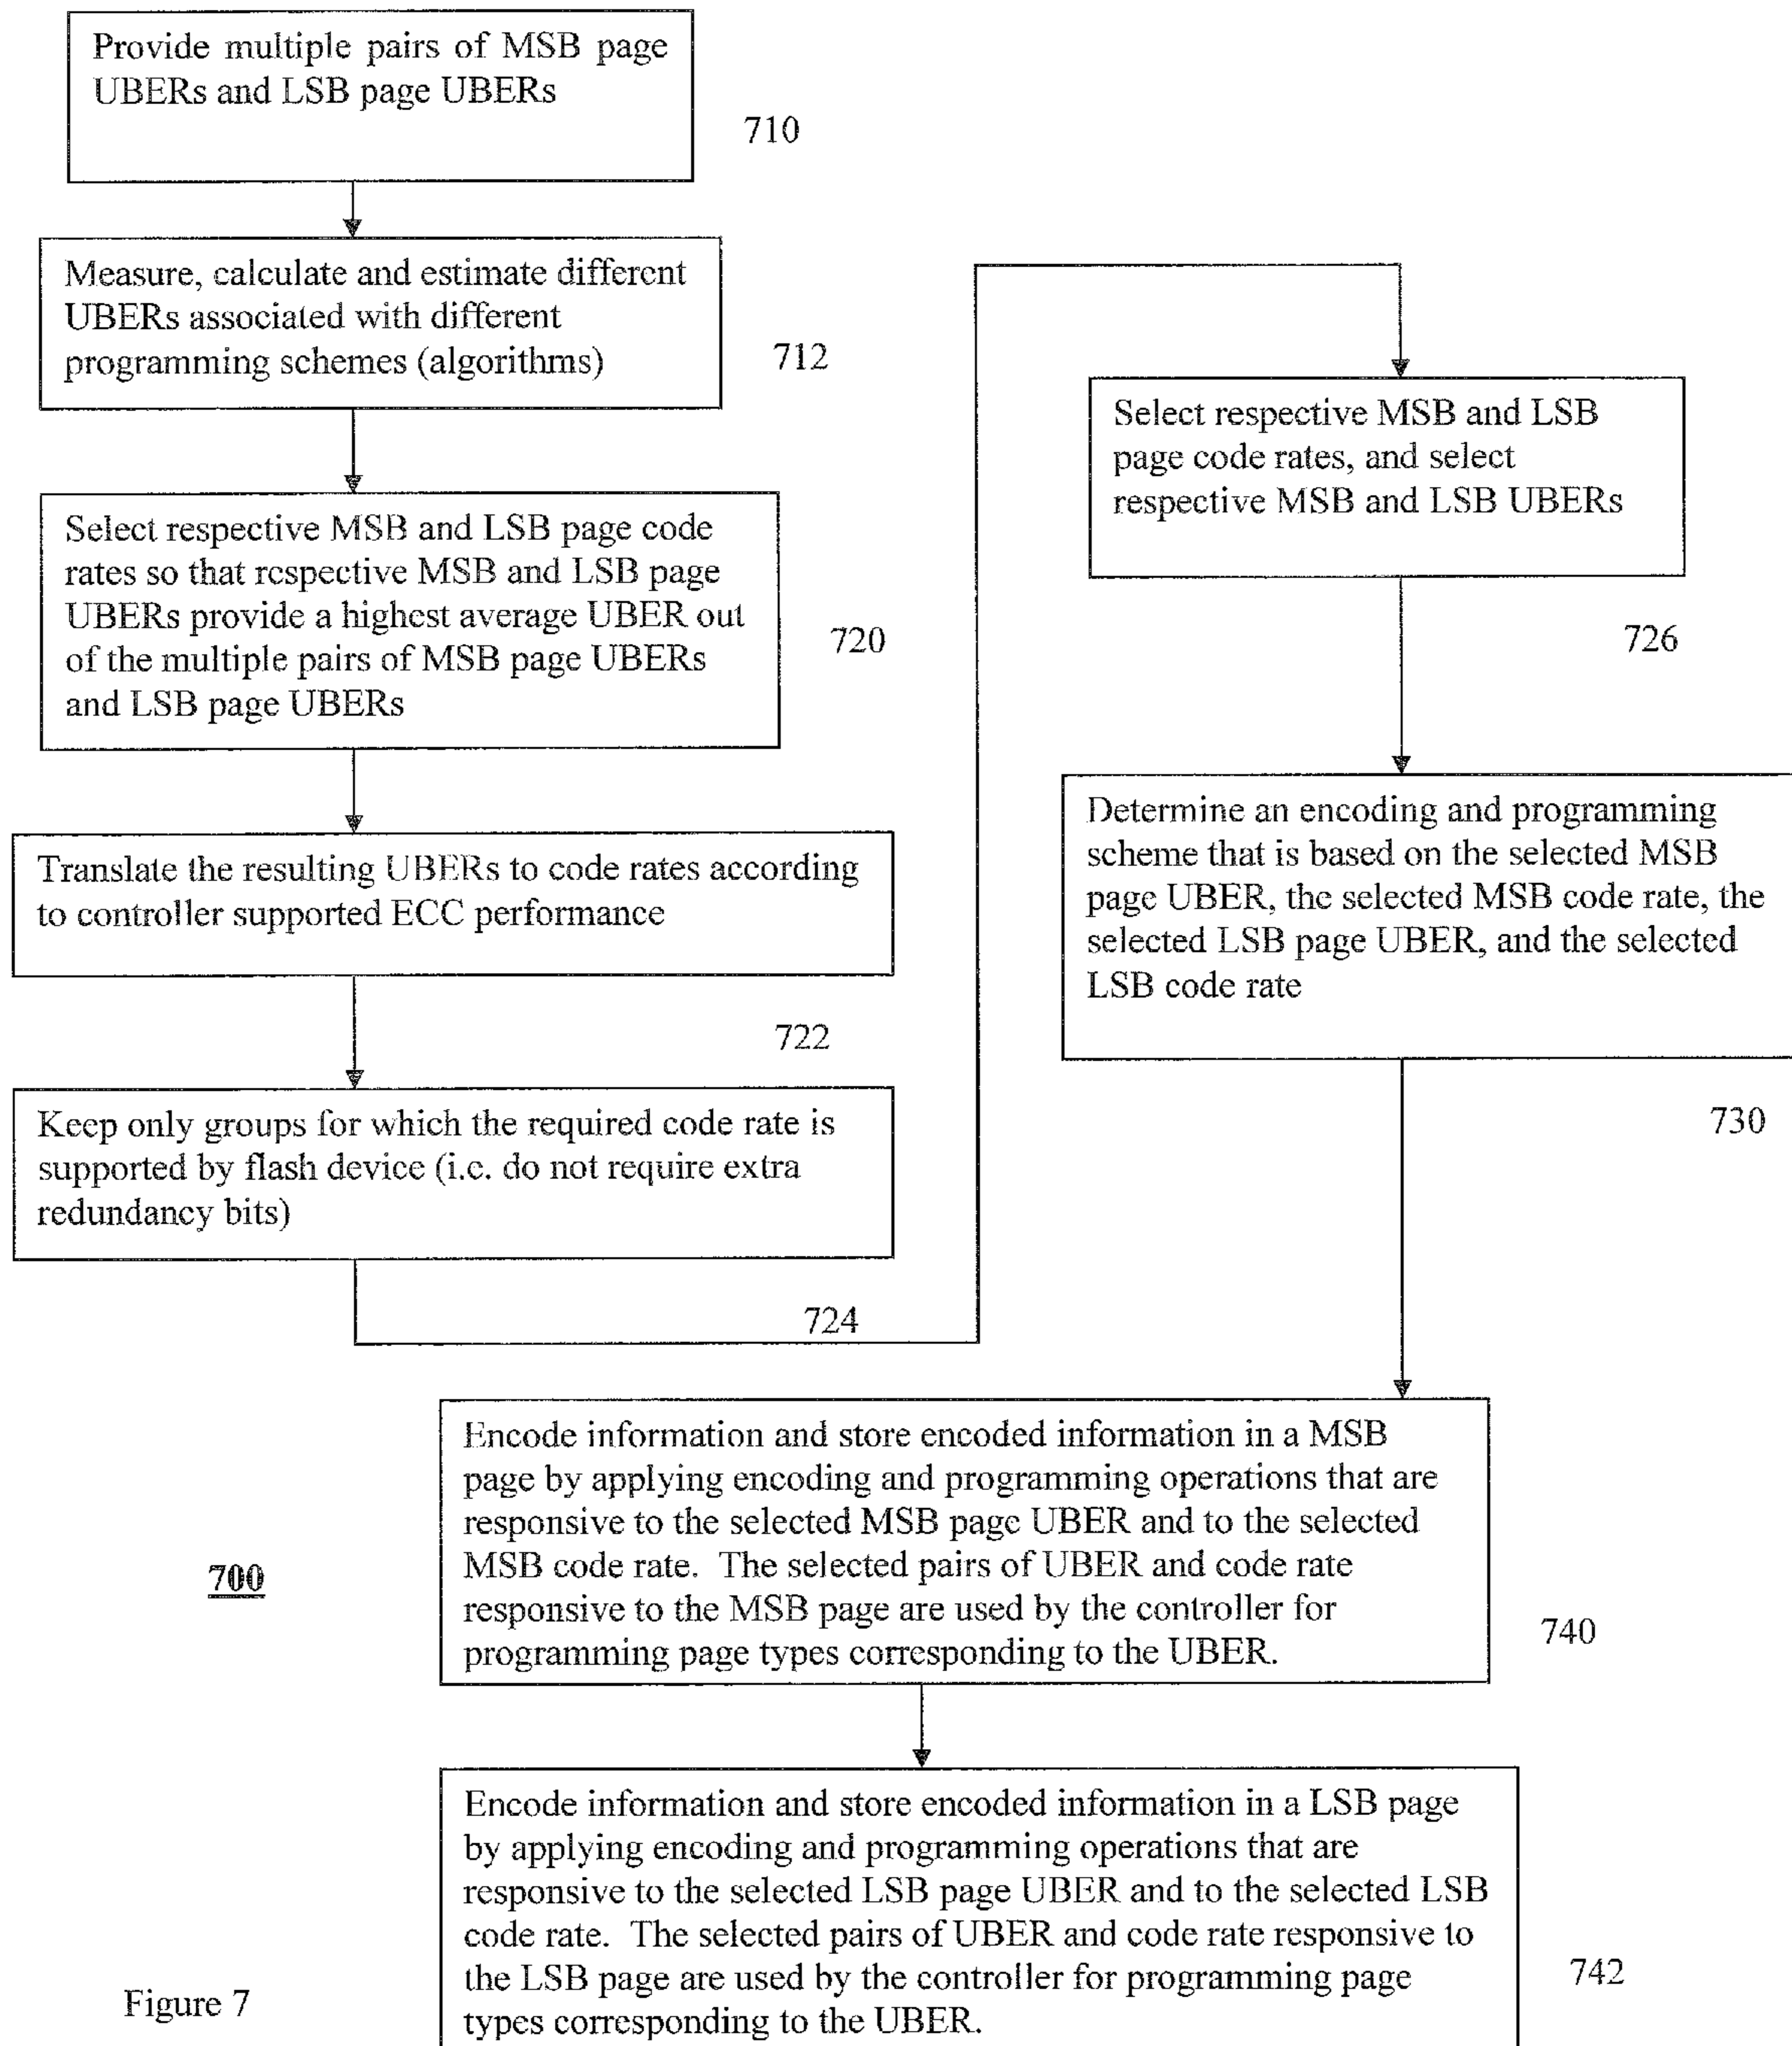 Provide multiple pairs of MSB page
UBERs and LSB page UBERs
710
Measure, calculate and estimate different
UBERs associated with different
programming schemes (algorithms)
712
Select respective MSB and LSB page code
rates so that respective MSB and LSB page
UBERs provide a highest average UBER out
of the multiple pairs of MSB page UBERs
and LSB page UBERs
720
Translate the resulting UBERs to code rates according
to controller supported ECC performance
722
Keep only groups for which the required code rate is
supported by flash device (i.e. do not require extra
redundancy bits)
724
Select respective MSB and LSB
page code rates, and select
respective MSB and LSB UBERs
726
Determine an encoding and programming
scheme that is based on the selected MSB
page UBER, the selected MSB code rate, the
selected LSB page UBER, and the selected
LSB code rate
730
Encode information and store encoded information in a MSB
page by applying encoding and programming operations that are
responsive to the selected MSB page UBER and to the selected
MSB code rate.  The selected pairs of UBER and code rate
responsive to the MSB page are used by the controller for
programming page types corresponding to the UBER.
740
700
Encode information and store encoded information in a LSB page
by applying encoding and programming operations that are
responsive to the selected LSB page UBER and to the selected LSB
code rate.  The selected pairs of UBER and code rate responsive to
the LSB page are used by the controller for programming page
types corresponding to the UBER.
742
Figure 7